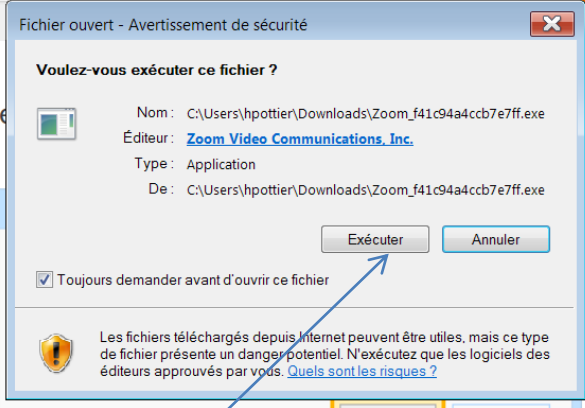 Fichier ouvert - Avertissement de sécurité
Voulez-vous exécuter ce fichier ?
Nom : C:\Users\hpottier\Downloads\Zoom_f41c94a4ccb7e7ff.exe
Éditeur : Zoom Video Communications, Inc.
Type : Application
De : C:\Users\hpottier\Downloads\Zoom_f41c94a4ccb7e7ff.exe
Exécuter Annuler
Toujours demander avant d'ouvrir ce fichier
Les fichiers téléchargés depuis Internet peuvent être utiles, mais ce type
de fichier présente un danger potentiel. N'exécutez que les logiciels des
éditeurs approuvés par vous. Quels sont les risques ?